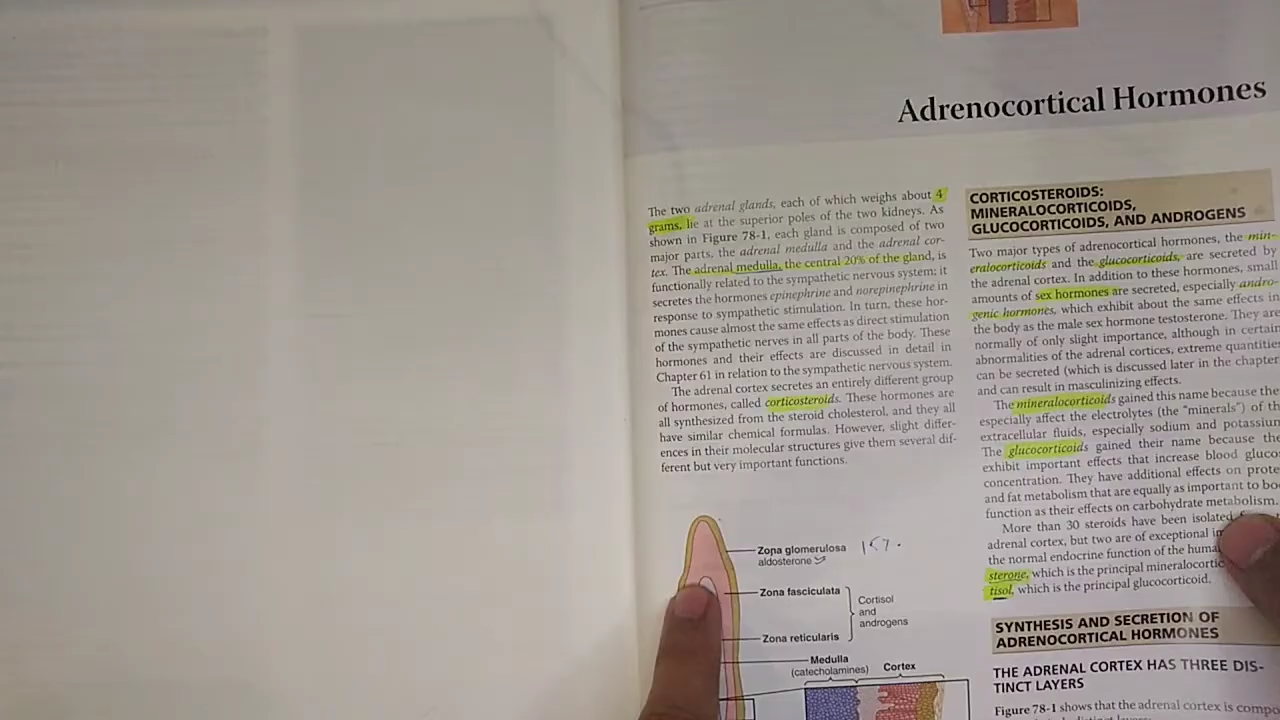 Adrenocortical Hormones
The two adrenal glands, each of which weighs about 4
grams, lie at the superior poles of the two kidneys. As
shown in Figure 78-1, each gland is composed of two
major parts, the adrenal medulla and the adrenal cor-
tex. The adrenal medulla, the central 20% of the gland, is
functionally related to the sympathetic nervous system; it
secretes the hormones epinephrine and norepinephrine in
response to sympathetic stimulation. In turn, these hor-
mones cause almost the same effects as direct stimulation
of the sympathetic nerves in all parts of the body. These
hormones and their effects are discussed in detail in
Chapter 61 in relation to the sympathetic nervous system.
The adrenal cortex secretes an entirely different group
of hormones, called corticosteroids. These hormones are
all synthesized from the steroid cholesterol, and they all
have similar chemical formulas. However, slight differ-
ences in their molecular structures give them several dif-
ferent but very important functions.
Zona glomerulosa
aldosterone
Zona fasciculata
Zona reticularis
Cortisol
and
androgens
Medulla
(catecholamines)
Cortex
CORTICOSTEROIDS:
MINERALOCORTICOIDS,
GLUCOCORTICOIDS, AND ANDROGENS
Two major types of adrenocortical hormones, the min-
eralocorticoids and the glucocorticoids, are secreted by
the adrenal cortex. In addition to these hormones, small
amounts of sex hormones are secreted, especially andro-
genic hormones, which exhibit about the same effects in
the body as the male sex hormone testosterone. They are
normally of only slight importance, although in certain
abnormalities of the adrenal cortices, extreme quantities
can be secreted (which is discussed later in the chapter
and can result in masculinizing effects.
The mineralocorticoids gained this name because the
especially affect the electrolytes (the “minerals”) of th
extracellular fluids, especially sodium and potassium
The glucocorticoids gained their name because the
exhibit important effects that increase blood gluco
concentration. They have additional effects on prote
and fat metabolism that are equally as important to bo
function as their effects on carbohydrate metabolism.
More than 30 steroids have been isolated
adrenal cortex, but two are of exceptional
the normal endocrine function of the huma
sterone, which is the principal mineralocortic
tisol, which is the principal glucocorticoid.
SYNTHESIS AND SECRETION OF
ADRENOCORTICAL HORMONES
THE ADRENAL CORTEX HAS THREE DIS-
TINCT LAYERS
Figure 78-1 shows that the adrenal cortex is compo